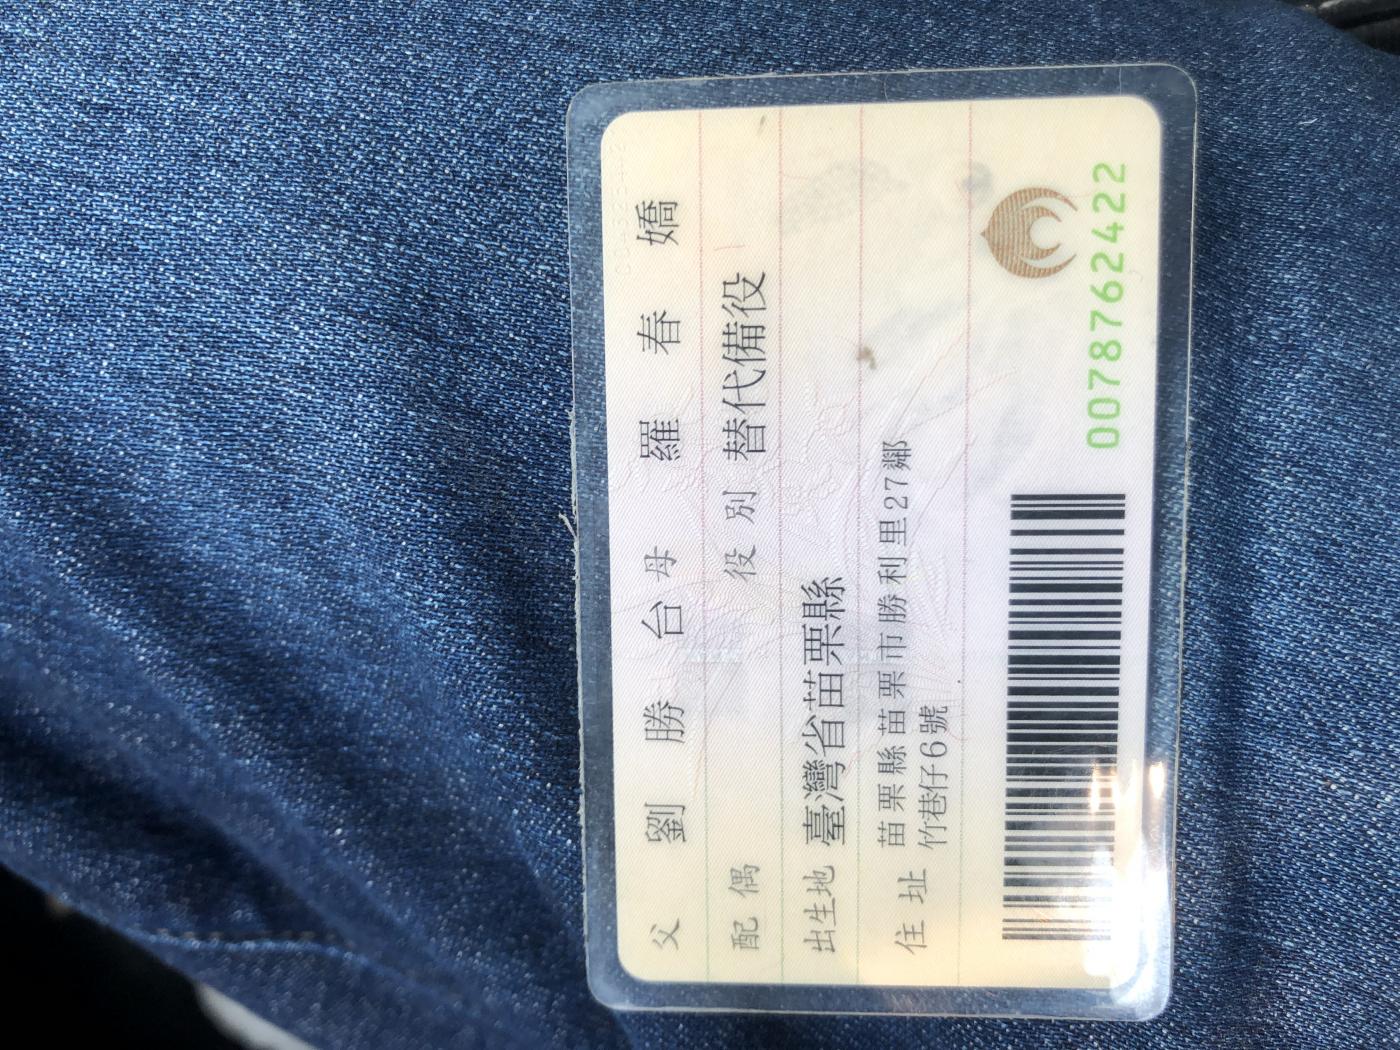 父 劉勝台 母 羅春嬌
配偶 役別 替代備役
出生地 臺灣省苗栗縣
住址 苗栗縣苗栗市勝利里27鄰
竹巷仔6號
0078762422